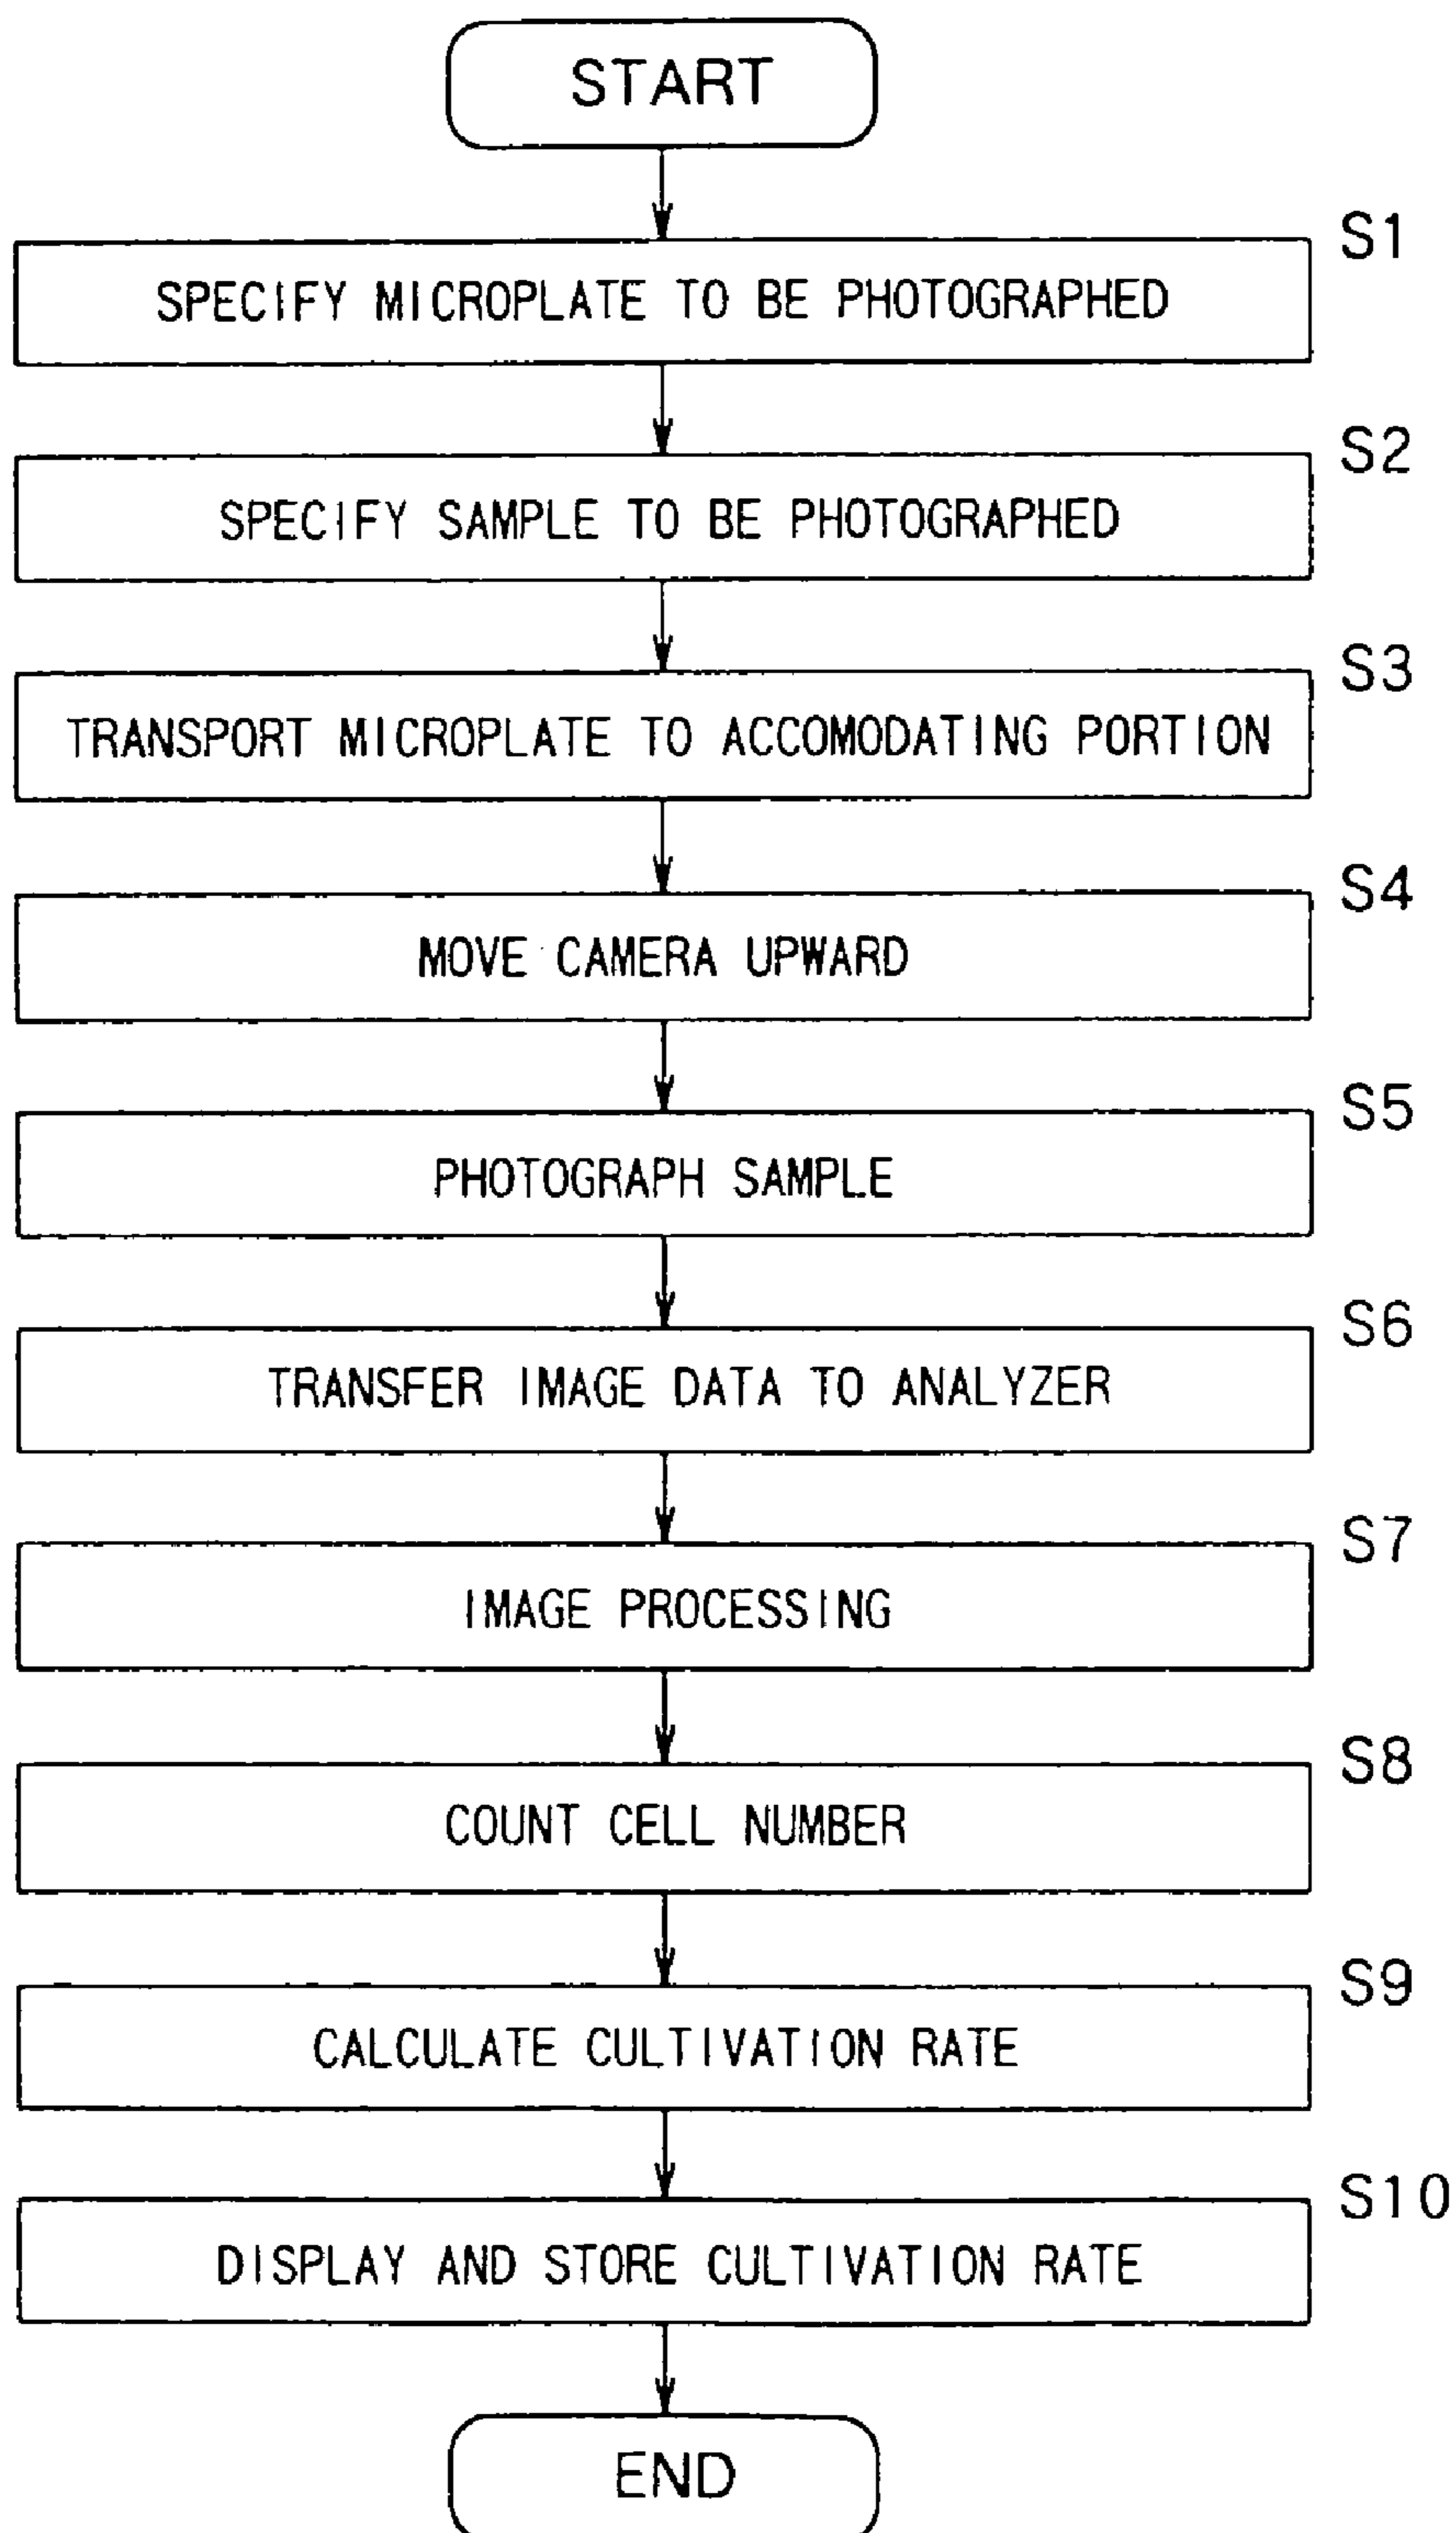 START
S1
SPECIFY MICROPLATE TO BE PHOTOGRAPHED
S2
SPECIFY SAMPLE TO BE PHOTOGRAPHED
S3
TRANSPORT MICROPLATE TO ACCOMODATING PORTION
S4
MOVE CAMERA UPWARD
S5
PHOTOGRAPH SAMPLE
S6
TRANSFER IMAGE DATA TO ANALYZER
S7
IMAGE PROCESSING
S8
COUNT CELL NUMBER
S9
CALCULATE CULTIVATION RATE
S10
DISPLAY AND STORE CULTIVATION RATE
END